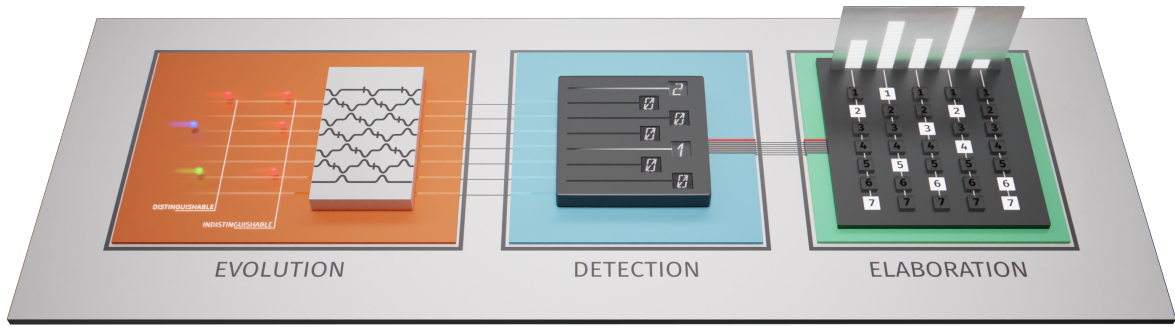 DISTINGUISHABLE
INDISTINGUISHABLE
EVOLUTION
2
0
0
0
1
0
0
DETECTION
1 1 1 1 1
2 2 2 2 2
3 3 3 3 3
4 4 4 4 4
5 5 5 5 5
6 6 6 6 6
7 7 7 7 7
ELABORATION